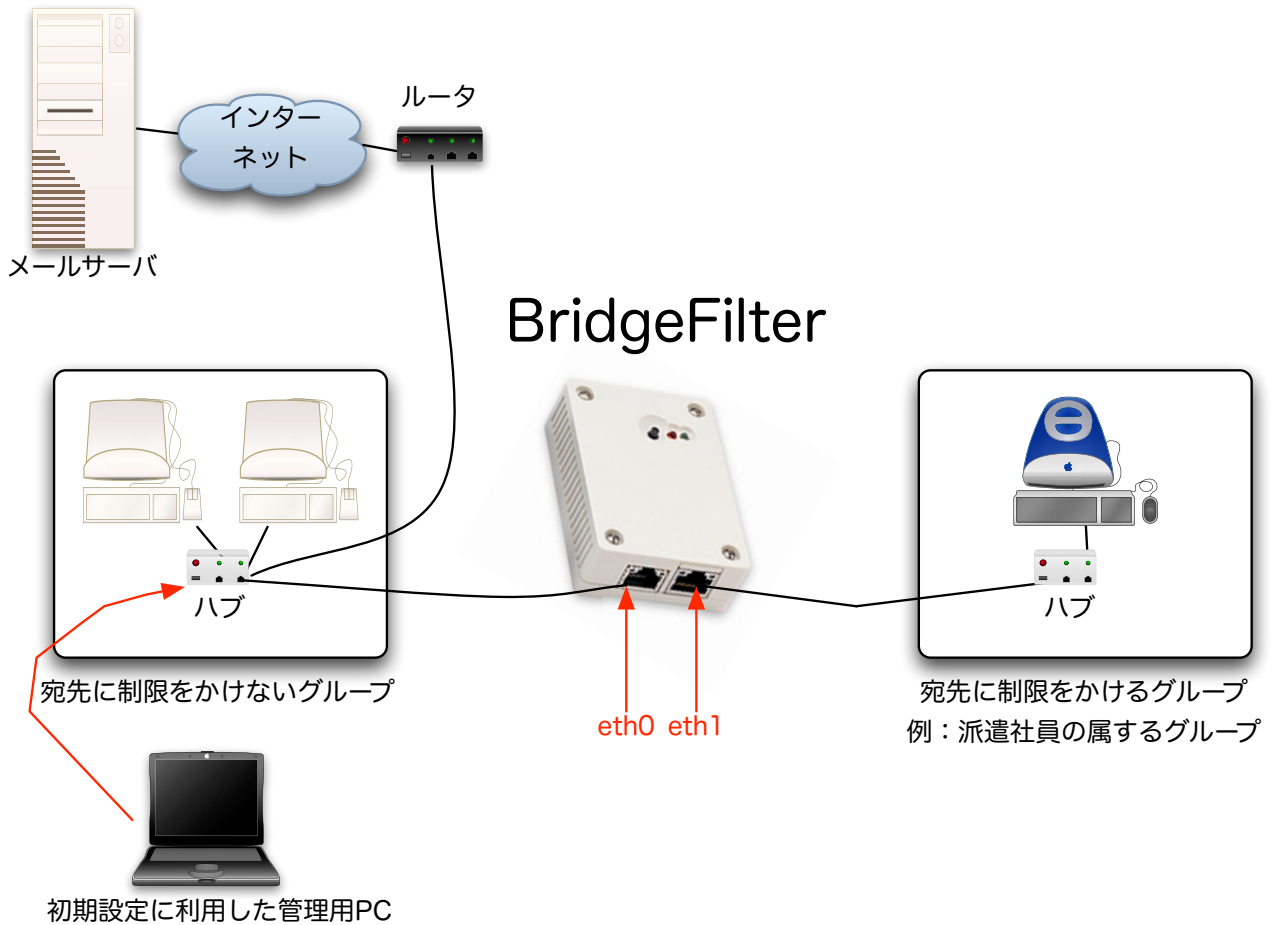 ルータ
インター
ネット
メールサーバ
BridgeFilter
ハブ
ハブ
宛先に制限をかけないグループ
宛先に制限をかけるグループ
例：派遣社員の属するグループ
eth0 eth1
初期設定に利用した管理用PC